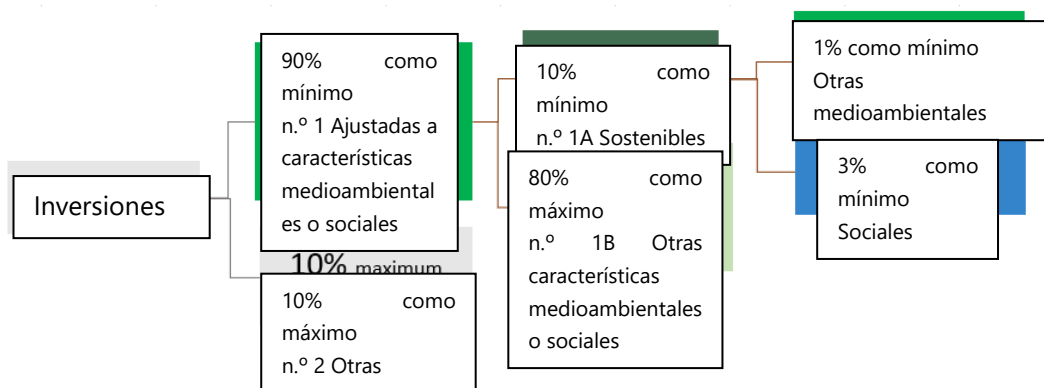 Inversiones
90% como
mínimo
n.º 1 Ajustadas a
características
medioambiental
es o sociales
10% maximum
10% como
máximo
n.º 2 Otras
10% como
mínimo
n.º 1A Sostenibles
80% como
máximo
n.º 1B Otras
características
medioambientales
o sociales
1% como mínimo
Otras
medioambientales
3% como
mínimo
Sociales